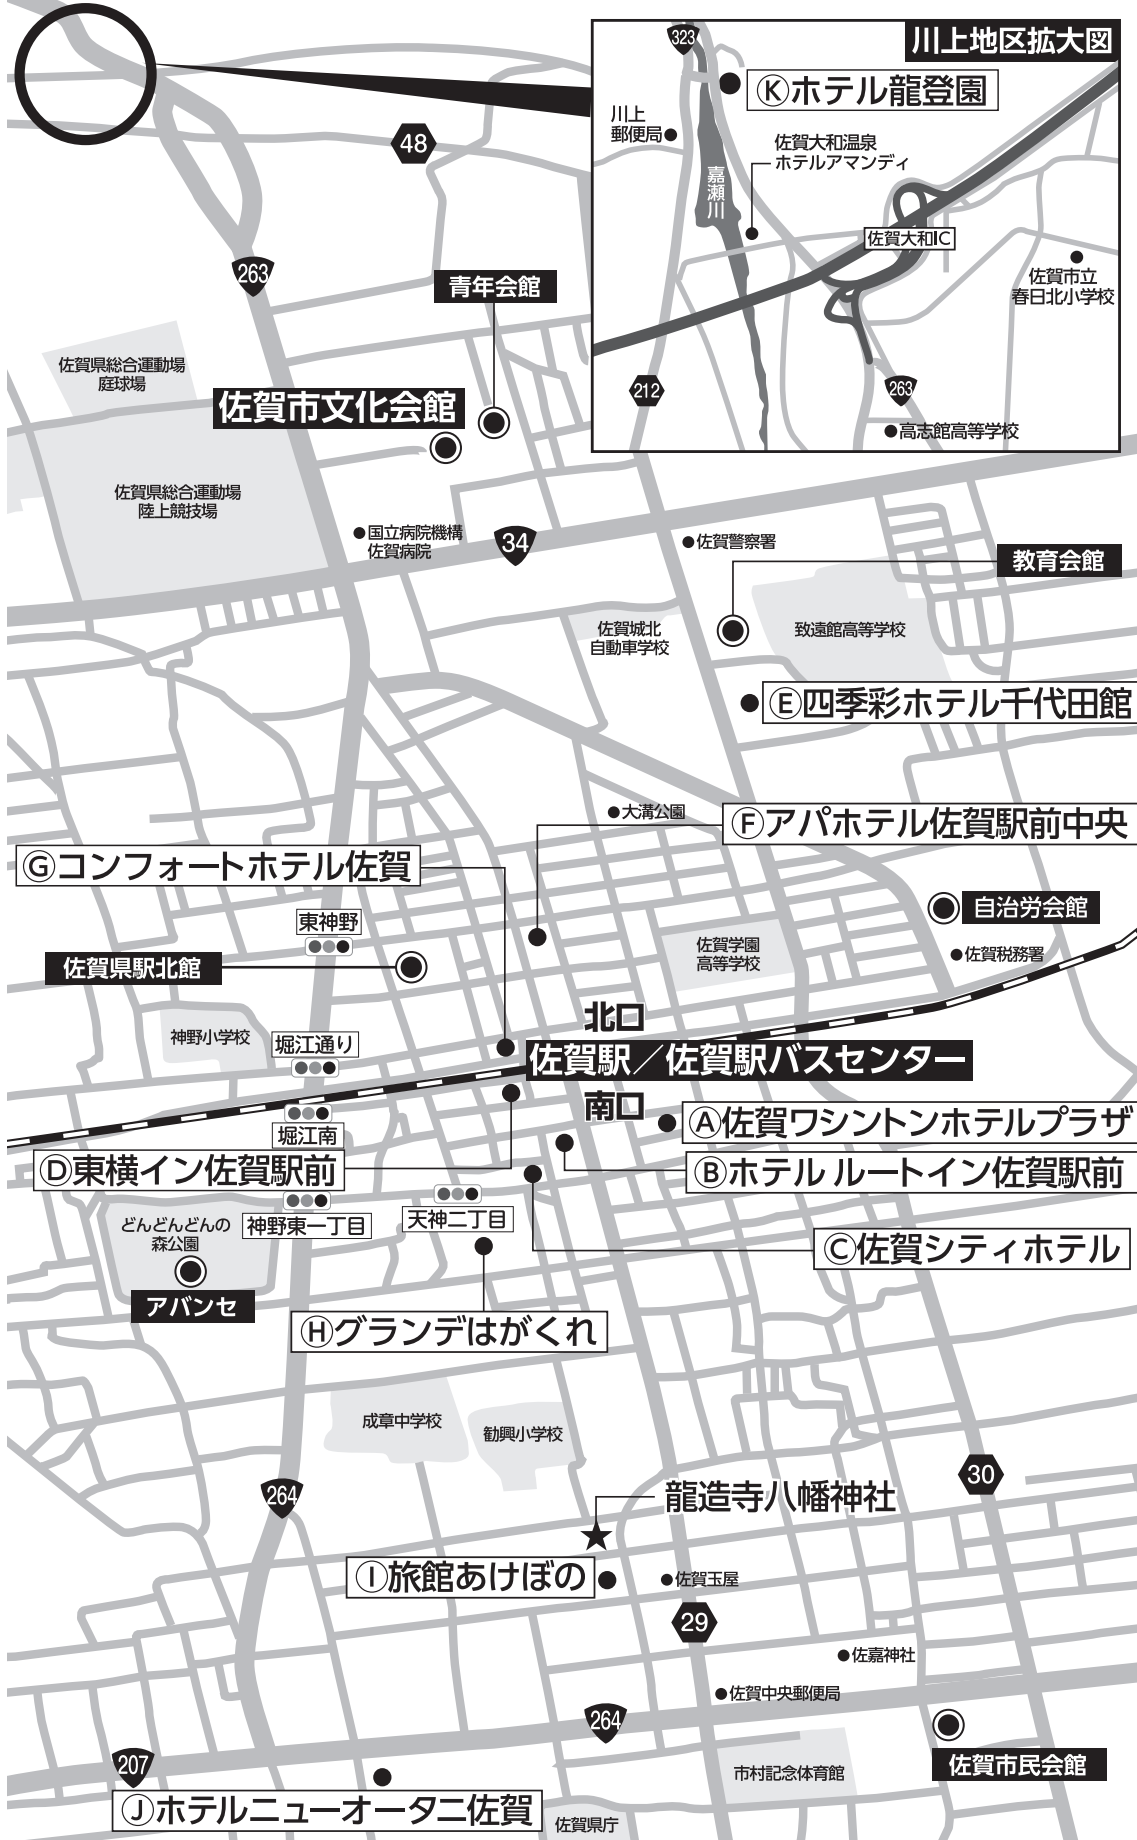 川上地区拡大図
323
Ⓚホテル龍登園
川上
郵便局
佐賀大和温泉
ホテルアマンディ
嘉瀬川
佐賀大和IC
佐賀市立
春日北小学校
212
263
高志館高等学校
48
263
青年会館
佐賀県総合運動場
庭球場
佐賀市文化会館
佐賀県総合運動場
陸上競技場
国立病院機構
佐賀病院
34
佐賀警察署
教育会館
佐賀城北
自動車学校
致遠館高等学校
Ⓔ四季彩ホテル千代田館
大溝公園
Ⓕアパホテル佐賀駅前中央
Ⓖコンフォートホテル佐賀
東神野
自治労会館
佐賀県駅北館
佐賀学園
高等学校
佐賀税務署
北口
神野小学校
堀江通り
佐賀駅／佐賀駅バスセンター
南口
堀江南
Ⓐ佐賀ワシントンホテルプラザ
Ⓓ東横イン佐賀駅前
Ⓑホテル ルートイン佐賀駅前
どんどんどんの
森公園
神野東一丁目
天神二丁目
Ⓒ佐賀シティホテル
アバンセ
Ⓗグランデはがくれ
成章中学校
勧興小学校
264
30
龍造寺八幡神社
Ⓘ旅館あけぼの
佐賀玉屋
29
佐嘉神社
佐賀中央郵便局
264
207
市村記念体育館
佐賀市民会館
Ⓙホテルニューオータニ佐賀
佐賀県庁